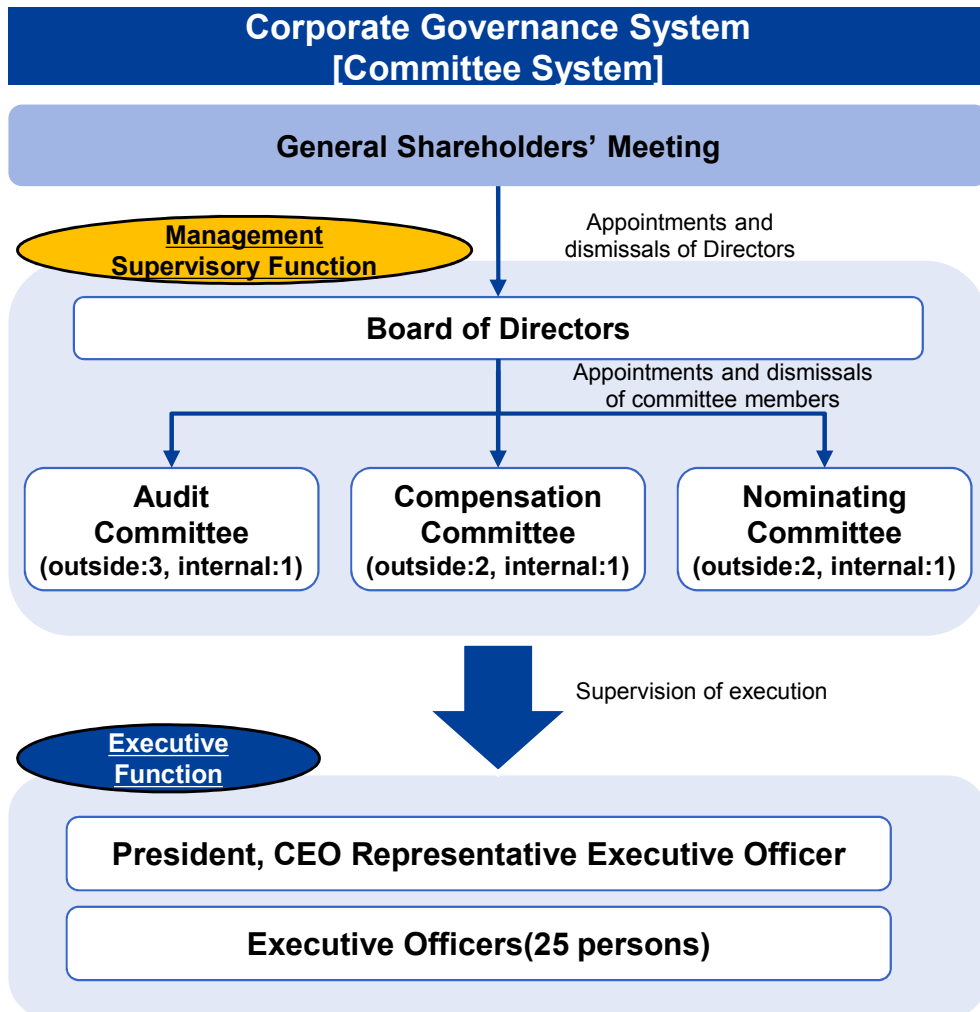 Corporate Governance System
[Committee System]
General Shareholders’ Meeting
Appointments and
dismissals of Directors
Management
Supervisory Function
Board of Directors
Appointments and dismissals
of committee members
Audit
Committee
(outside:3, internal:1)
Compensation
Committee
(outside:2, internal:1)
Nominating
Committee
(outside:2, internal:1)
Supervision of execution
Executive
Function
President, CEO Representative Executive Officer
Executive Officers(25 persons)